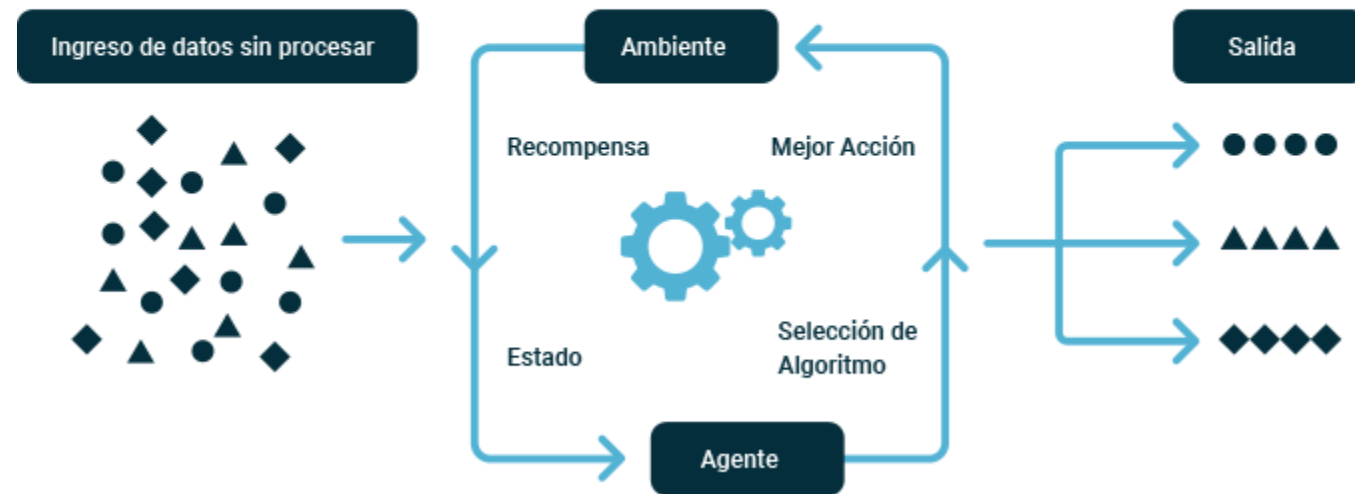 Ingreso de datos sin procesar
Ambiente
Salida
Recompensa
Mejor Acción
Estado
Selección de
Algoritmo
Agente